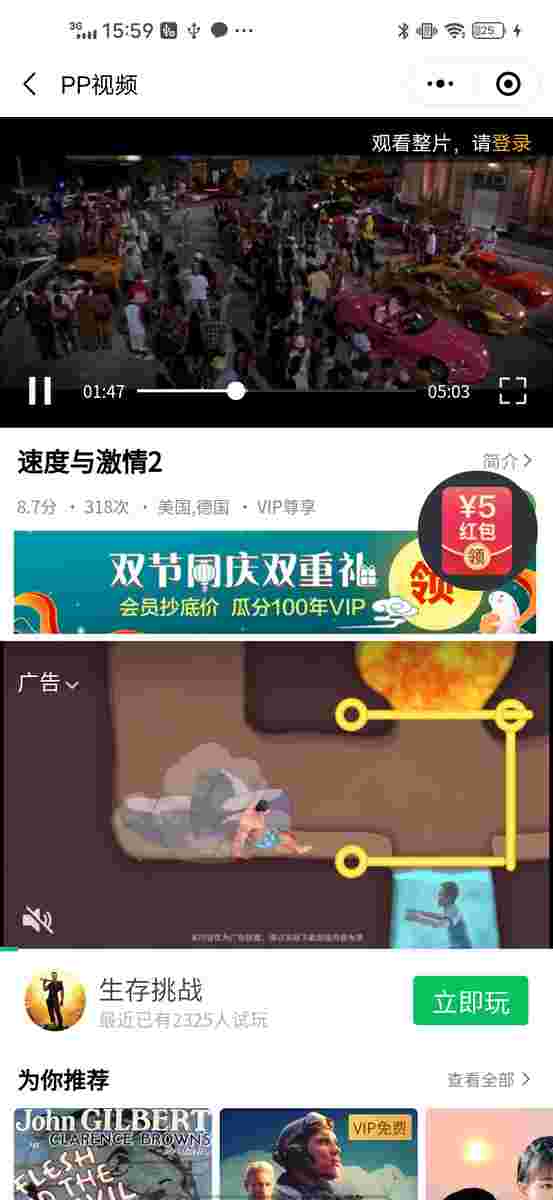 3G 15:59 25
PP视频
观看整片，请登录
01:47
05:03
速度与激情2
简介
8.7分 · 318次 · 美国,德国 · VIP尊享
¥5
红包
领
双节同庆双重礼
会员抄底价 瓜分100年VIP
领
广告
生存挑战
最近已有2325人试玩
立即玩
为你推荐
查看全部
John GILBERT
CLARENCE BROWN'S
FLESH
VIP免费